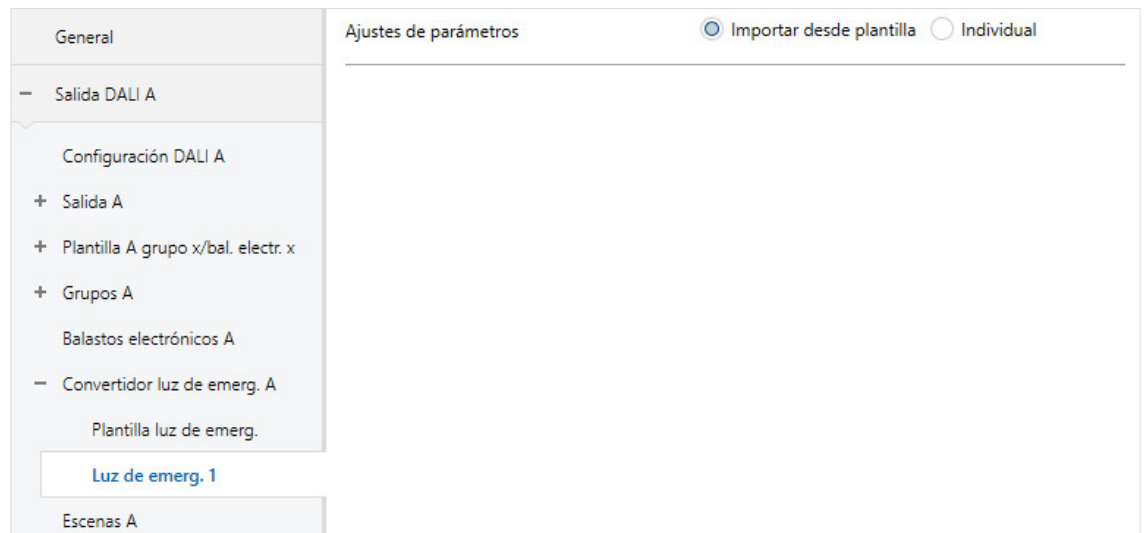 General
Ajustes de parámetros
Importar desde plantilla
Individual
Salida DALI A
Configuración DALI A
Salida A
Plantilla A grupo x/bal. electr. x
Grupos A
Balastos electrónicos A
Convertidor luz de emerg. A
Plantilla luz de emerg.
Luz de emerg. 1
Escenas A